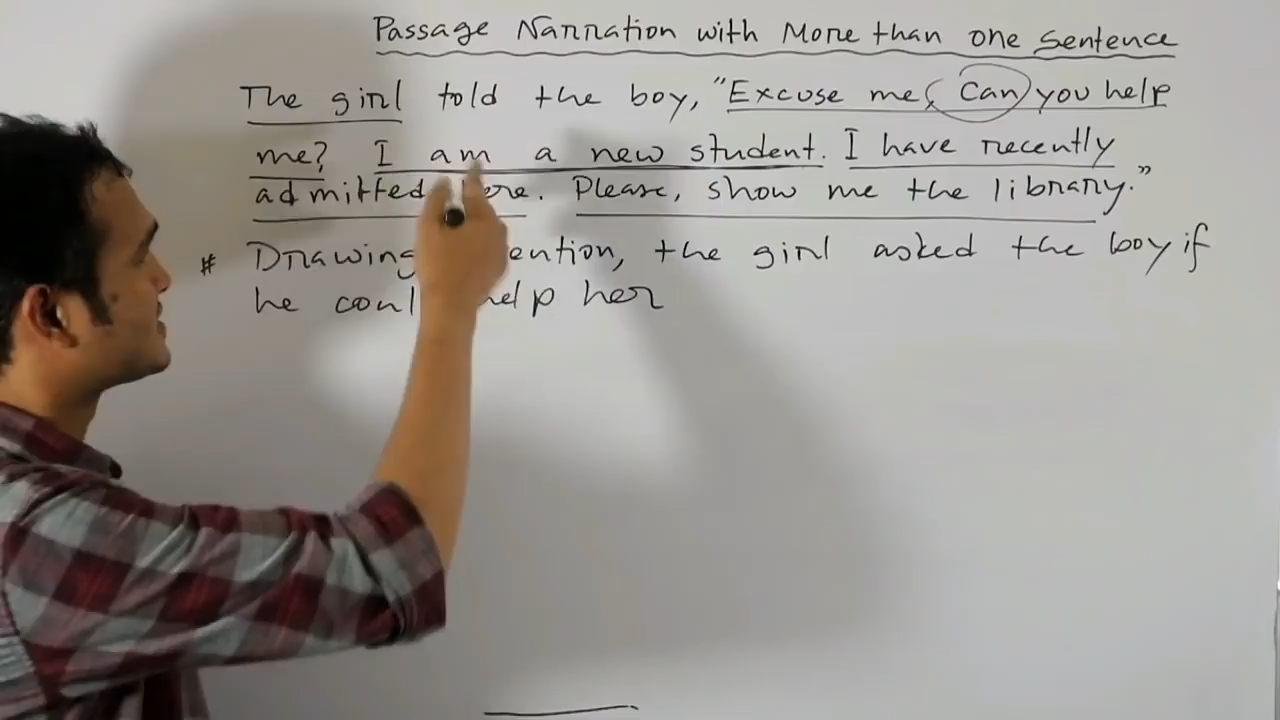 Passage Narration with More than one Sentence
The girl told the boy, "Excuse me, Can you help
me? I am a new student. I have recently
admitted here. Please, show me the library."
# Drawing the girl asked the boy if
he help her